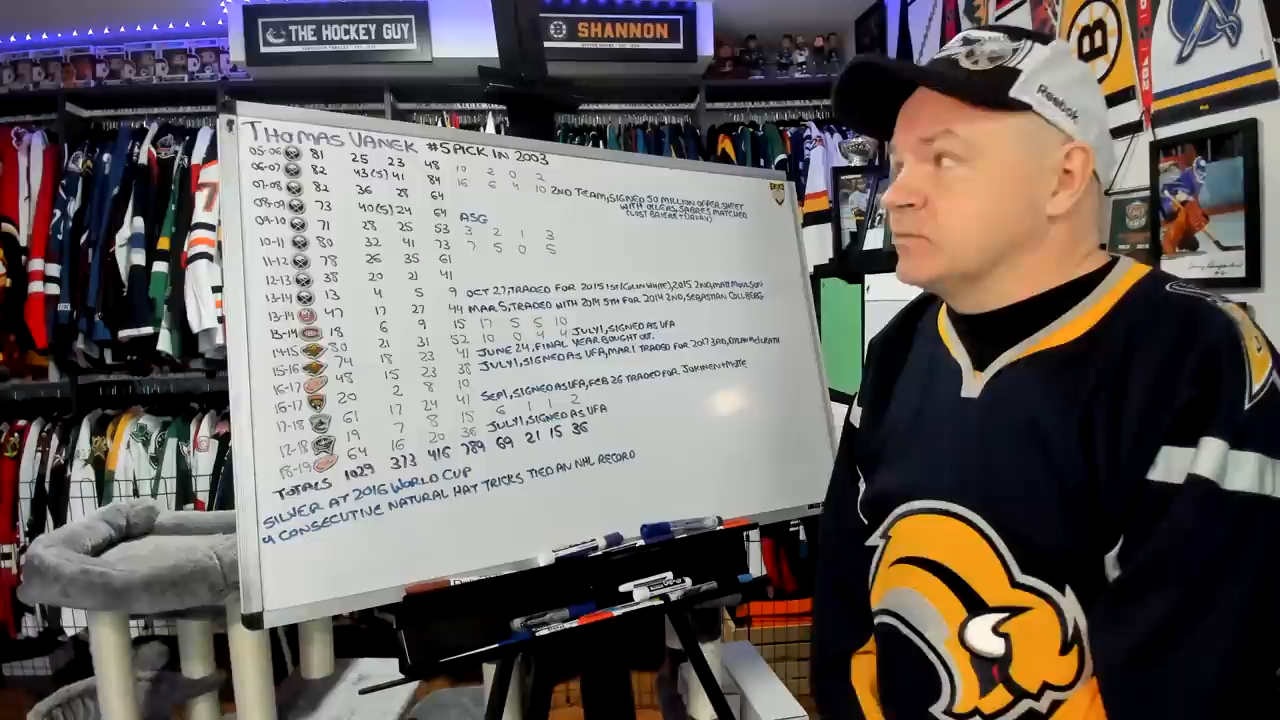 THE HOCKEY GUY
SHANNON
Reebok
THOMAS VANEK #5 PICK IN 2003
05-06 81 25 23 48 10 2 0 2
06-07 82 43(5) 41 84 16 6 4 10 2ND TEAM, SIGNED 50 MILLION OFFER SHEET
WITH OILERS, SABRES MATCHED
(LOST BRIERE + DRURY)
07-08 82 36 28 64
08-09 73 40(5) 24 64 ASG
09-10 71 28 25 53 3 2 1 3
10-11 80 32 41 73 7 5 0 5
11-12 78 26 35 61
12-13 38 20 21 41
13-14 13 4 5 9 OCT 27, TRADED FOR 2015 1ST 2015 2ND, MATT MOULSON
13-14 47 17 27 44 MAR 5, TRADED WITH 2014 5TH FOR 2014 2ND, SEBASTIAN COLLBERG
13-14 18 6 9 15 17 5 5 10
14-15 80 21 31 52 10 0 4 4 JULY 1, SIGNED AS UFA
15-16 74 18 23 41 JUNE 24, FINAL YEAR BOUGHT OUT.
16-17 48 15 23 38 JULY 1, SIGNED AS UFA, MAR 1 TRADED FOR 2017 3RD, DYLAN MCILRATH
16-17 20 2 8 10
17-18 61 17 24 41 SEP 1, SIGNED AS UFA, FEB 26 TRADED FOR JOKINEN + MOTTE
12-18 19 7 8 15 6 1 1 2
18-19 64 16 20 36 JULY 1, SIGNED AS UFA
TOTALS 1029 373 416 789 69 21 15 36
SILVER AT 2016 WORLD CUP
4 CONSECUTIVE NATURAL HAT TRICKS TIED AN NHL RECORD